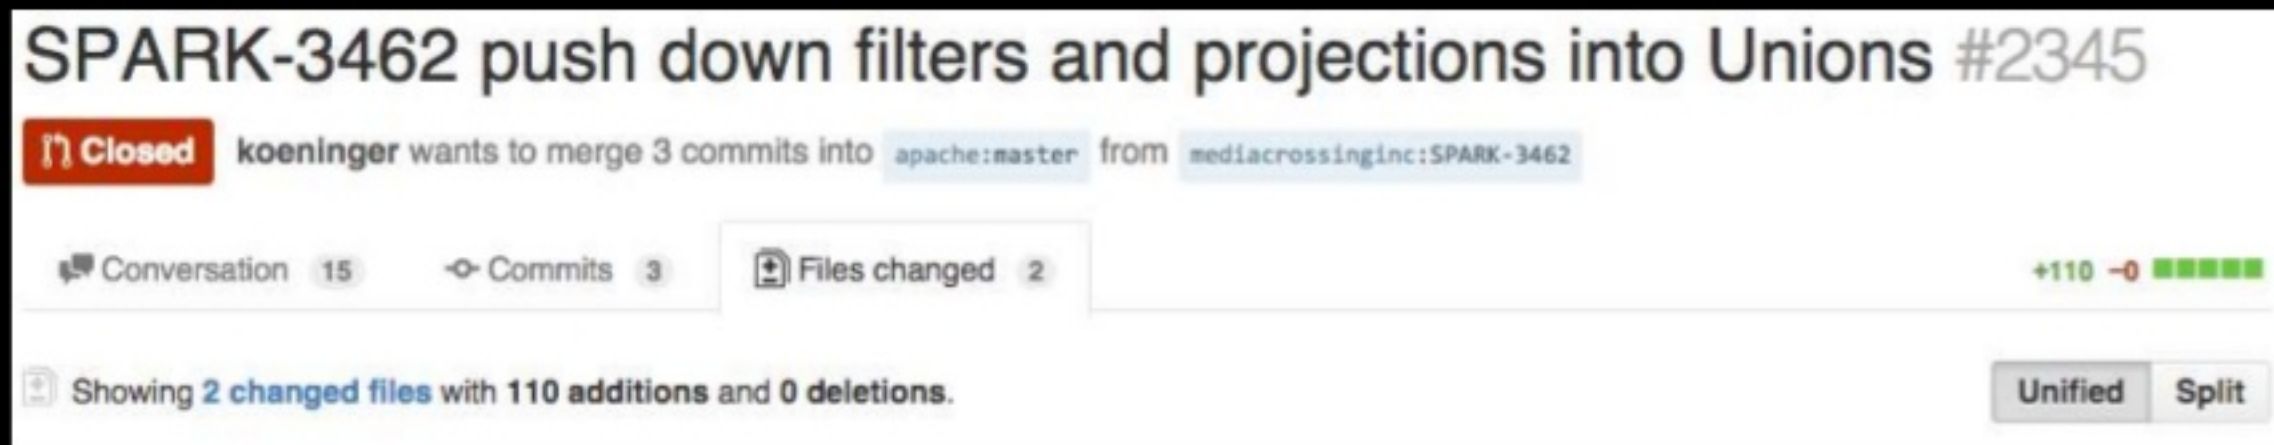 SPARK-3462 push down filters and projections into Unions #2345
Closed koeninger wants to merge 3 commits into apache:master from mediacrossinginc:SPARK-3462
Conversation 15 Commits 3 Files changed 2 +110 −0
Showing 2 changed files with 110 additions and 0 deletions. Unified Split